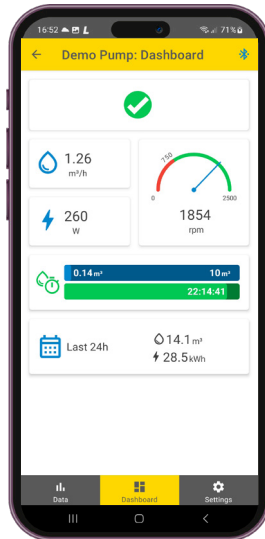 16:52 71%
Demo Pump: Dashboard
1.26
m³/h
260
W
750
0 2500
1854
rpm
0.14 m³ 10 m³
22:14:41
Last 24h
14.1 m³
28.5 kWh
Data Dashboard Settings